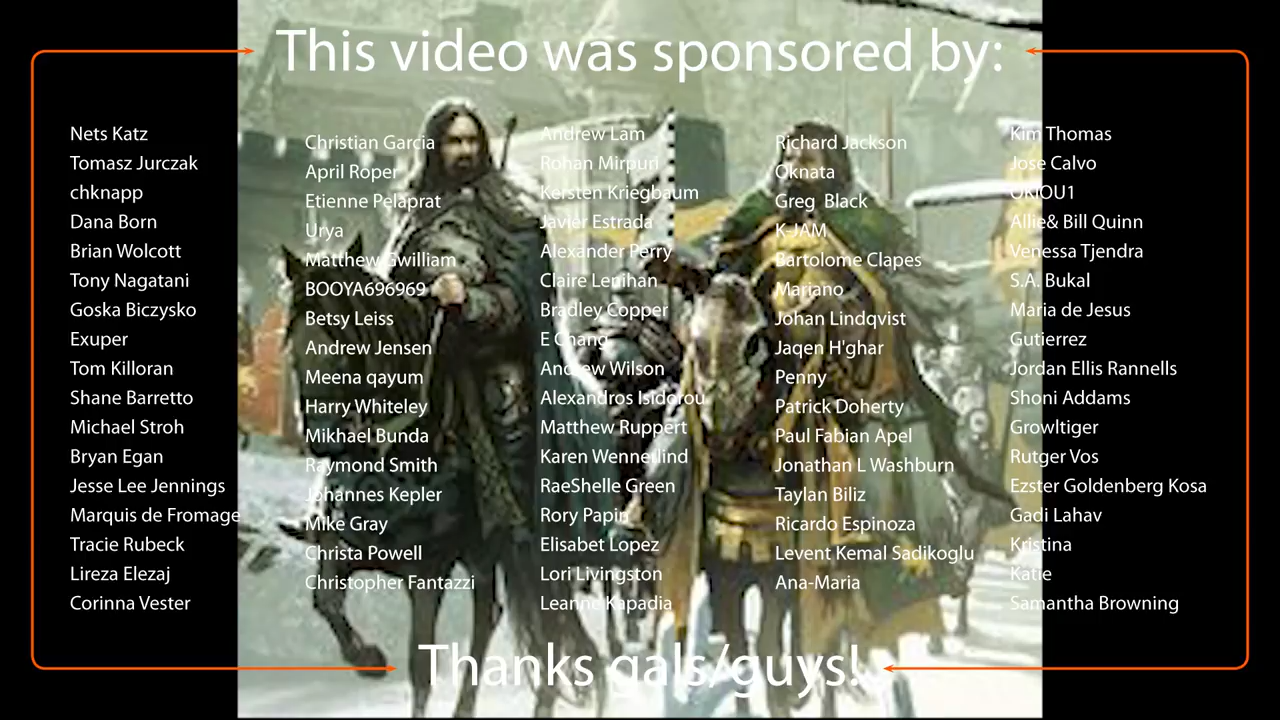 This video was sponsored by:
Nets Katz
Tomasz Jurczak
chknapp
Dana Born
Brian Wolcott
Tony Nagatani
Goska Biczysko
Exuper
Tom Killoran
Shane Barretto
Michael Stroh
Bryan Egan
Jesse Lee Jennings
Marquis de Fromage
Tracie Rubeck
Lireza Elezaj
Corinna Vester
Christian Garcia
April Roper
Etienne Pelaprat
Urya
Matthew Gwilliam
BOOYA696969
Betsy Leiss
Andrew Jensen
Meena qayum
Harry Whiteley
Mikhael Bunda
Raymond Smith
Johannes Kepler
Mike Gray
Christa Powell
Christopher Fantazzi
Andrew Lam
Rohan Mirpuri
Kersten Kriegbaum
Javier Estrada
Alexander Perry
Claire Lenihan
Bradley Copper
E Chang
Andrew Wilson
Alexandros Isidorou
Matthew Ruppert
Karen Wennerlind
RaeShelle Green
Rory Papin
Elisabet Lopez
Lori Livingston
Leanne Kapadia
Richard Jackson
Oknata
Greg  Black
K-JAM
Bartolome Clapes
Mariano
Johan Lindqvist
Jaqen H'ghar
Penny
Patrick Doherty
Paul Fabian Apel
Jonathan L Washburn
Taylan Biliz
Ricardo Espinoza
Levent Kemal Sadikoglu
Ana-Maria
Kim Thomas
Jose Calvo
OKIOU1
Allie& Bill Quinn
Venessa Tjendra
S.A. Bukal
Maria de Jesus
Gutierrez
Jordan Ellis Rannells
Shoni Addams
Growltiger
Rutger Vos
Ezster Goldenberg Kosa
Gadi Lahav
Kristina
Katie
Samantha Browning
Thanks gals/guys!